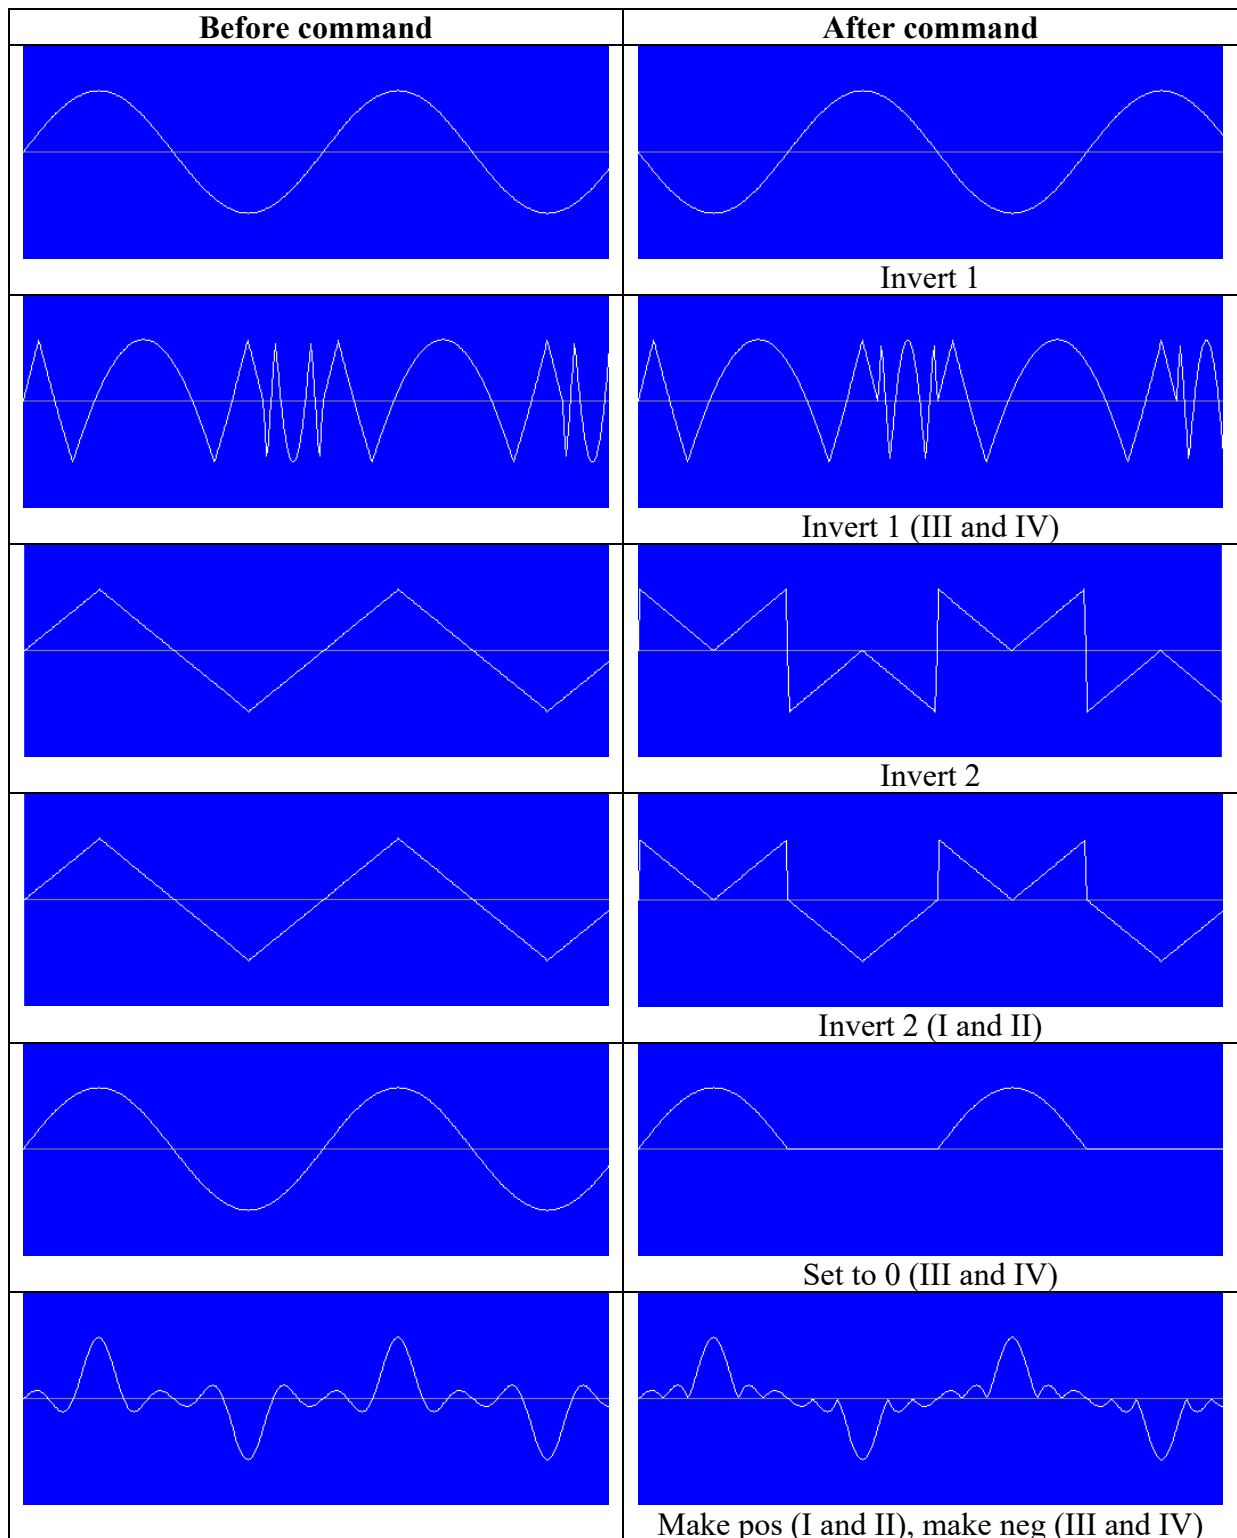 Before command
After command
Invert 1
Invert 1 (III and IV)
Invert 2
Invert 2 (I and II)
Set to 0 (III and IV)
Make pos (I and II), make neg (III and IV)